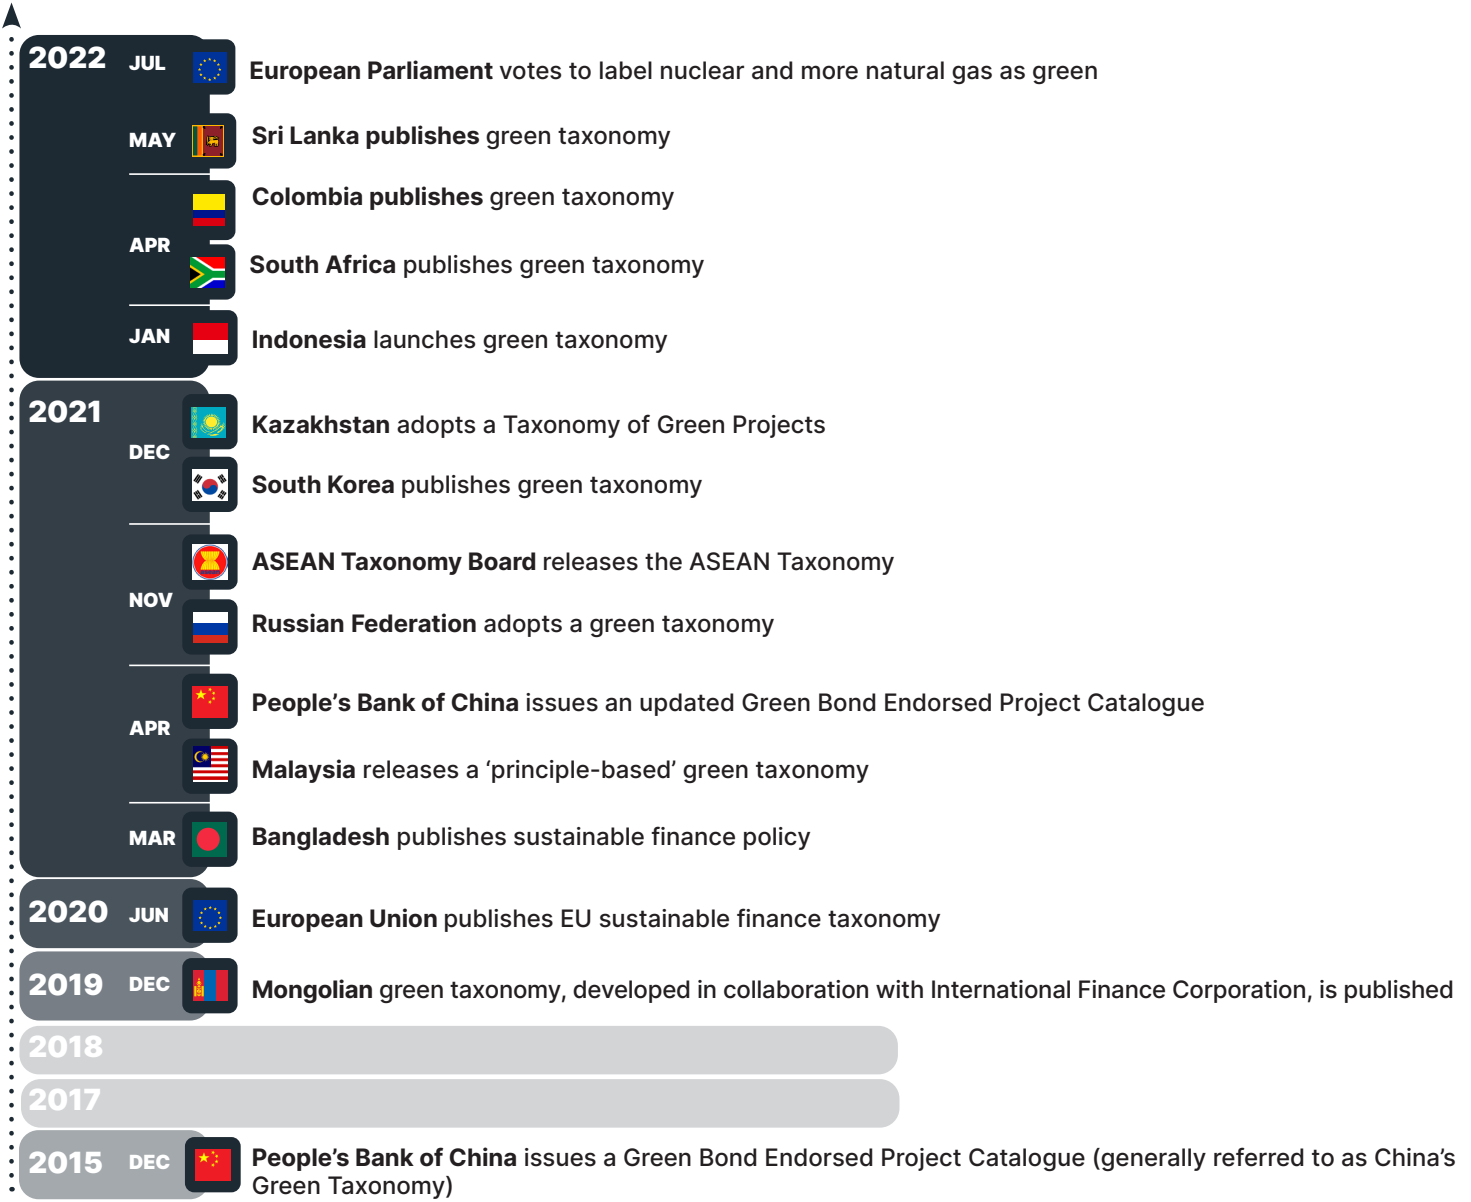 2022 JUL European Parliament votes to label nuclear and more natural gas as green
MAY Sri Lanka publishes green taxonomy
Colombia publishes green taxonomy
APR
South Africa publishes green taxonomy
JAN Indonesia launches green taxonomy
2021
Kazakhstan adopts a Taxonomy of Green Projects
DEC
South Korea publishes green taxonomy
ASEAN Taxonomy Board releases the ASEAN Taxonomy
NOV
Russian Federation adopts a green taxonomy
People’s Bank of China issues an updated Green Bond Endorsed Project Catalogue
APR
Malaysia releases a ‘principle-based’ green taxonomy
MAR Bangladesh publishes sustainable finance policy
2020 JUN European Union publishes EU sustainable finance taxonomy
2019 DEC Mongolian green taxonomy, developed in collaboration with International Finance Corporation, is published
2018
2017
2015 DEC People’s Bank of China issues a Green Bond Endorsed Project Catalogue (generally referred to as China’s
Green Taxonomy)